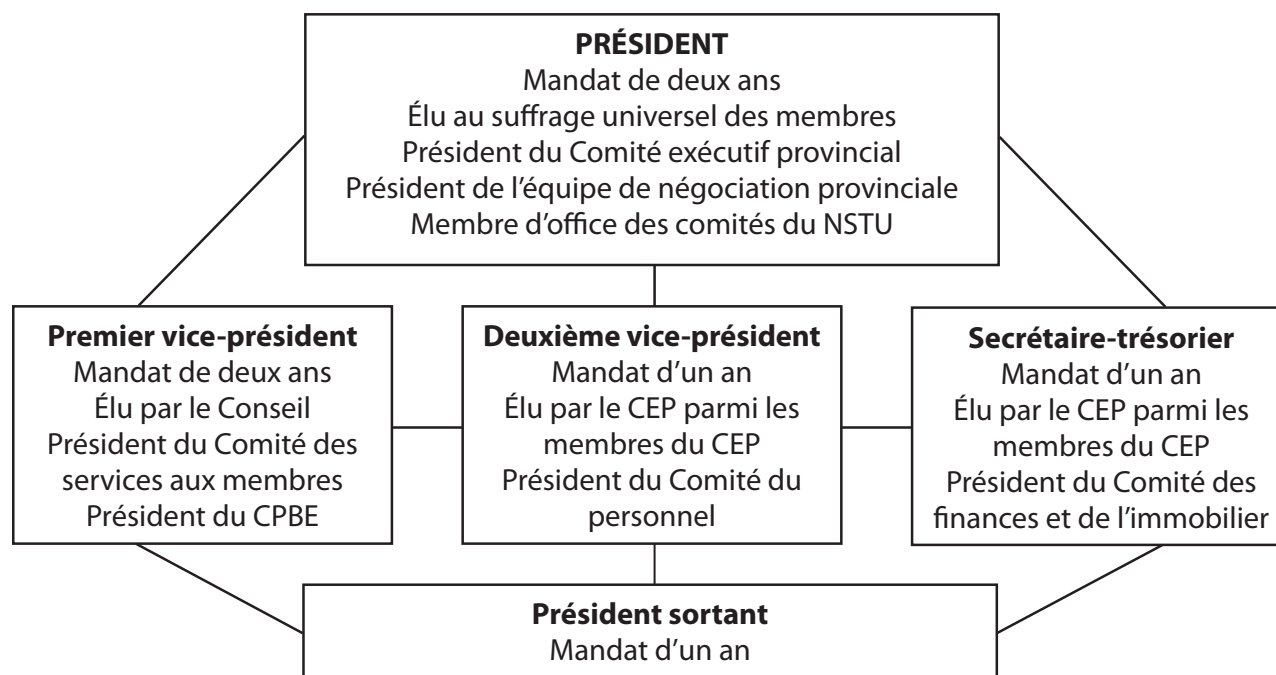 PRÉSIDENT
Mandat de deux ans
Élu au suffrage universel des membres
Président du Comité exécutif provincial
Président de l’équipe de négociation provinciale
Membre d’office des comités du NSTU
Premier vice-président
Mandat de deux ans
Élu par le Conseil
Président du Comité des
services aux membres
Président du CPBE
Deuxième vice-président
Mandat d’un an
Élu par le CEP parmi les
membres du CEP
Président du Comité du
personnel
Secrétaire-trésorier
Mandat d’un an
Élu par le CEP parmi les
membres du CEP
Président du Comité des
finances et de l’immobilier
Président sortant
Mandat d’un an